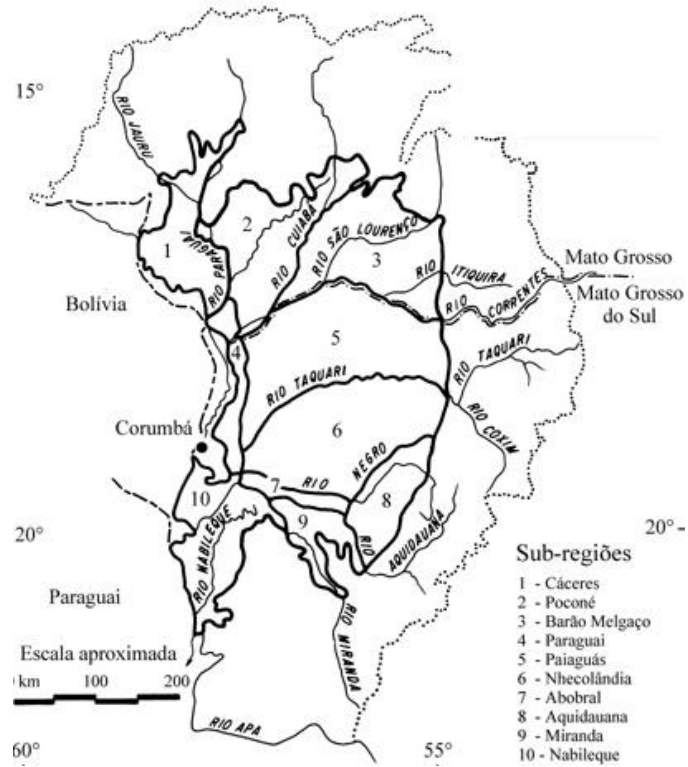 15°
RIO JAURU
1
RIO PARAGUAI
2
RIO CUIABÁ
RIO SÃO LOURENÇO
3
RIO ITIQUIRA
RIO CORRENTES
Mato Grosso
Mato Grosso
do Sul
Bolívia
4
5
RIO TAQUARI
RIO TAQUARI
Corumbá
6
RIO COXIM
RIO NEGRO
7
8
10
9
RIO NABILEQUE
RIO AQUIDAUANA
20°
20°
Paraguai
RIO MIRANDA
Escala aproximada
0 km 100 200
RIO APA
60°
55°
Sub-regiões
1 - Cáceres
2 - Poconé
3 - Barão Melgaço
4 - Paraguai
5 - Paiaguás
6 - Nhecolândia
7 - Abobral
8 - Aquidauana
9 - Miranda
10 - Nabileque